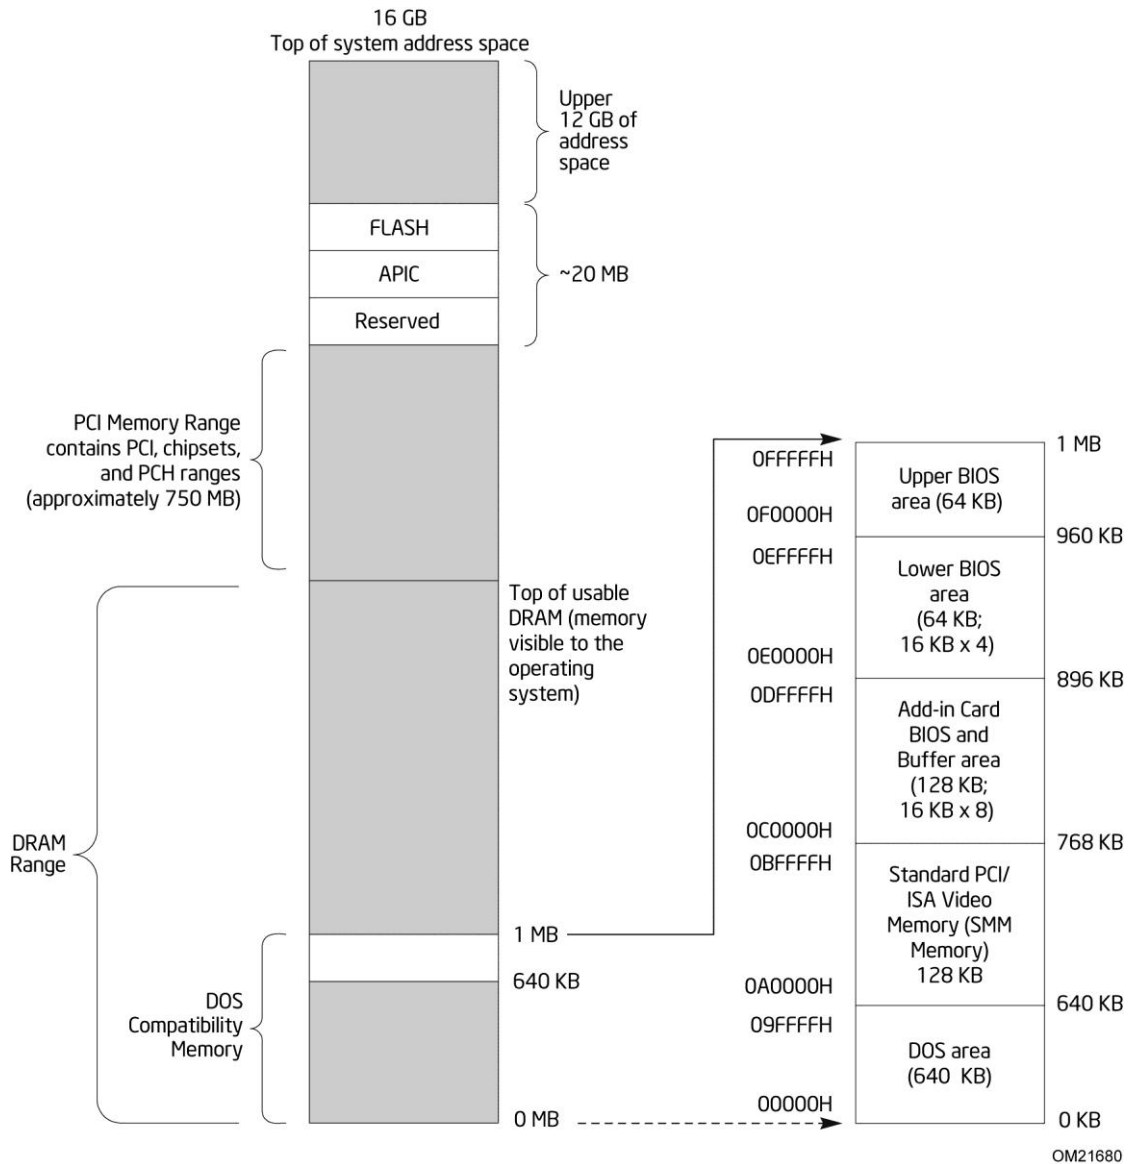 16 GB
Top of system address space
Upper
12 GB of
address
space
FLASH
APIC
~20 MB
Reserved
PCI Memory Range
contains PCI, chipsets,
and PCH ranges
(approximately 750 MB)
Top of usable
DRAM (memory
visible to the
operating
system)
DRAM
Range
1 MB
640 KB
DOS
Compatibility
Memory
0 MB
1 MB
0FFFFFH
Upper BIOS
area (64 KB)
0F0000H
960 KB
0EFFFFH
Lower BIOS
area
(64 KB;
16 KB x 4)
0E0000H
896 KB
0DFFFFH
Add-in Card
BIOS and
Buffer area
(128 KB;
16 KB x 8)
0C0000H
768 KB
0BFFFFH
Standard PCI/
ISA Video
Memory (SMM
Memory)
128 KB
0A0000H
640 KB
09FFFFH
DOS area
(640 KB)
00000H
0 KB
OM21680